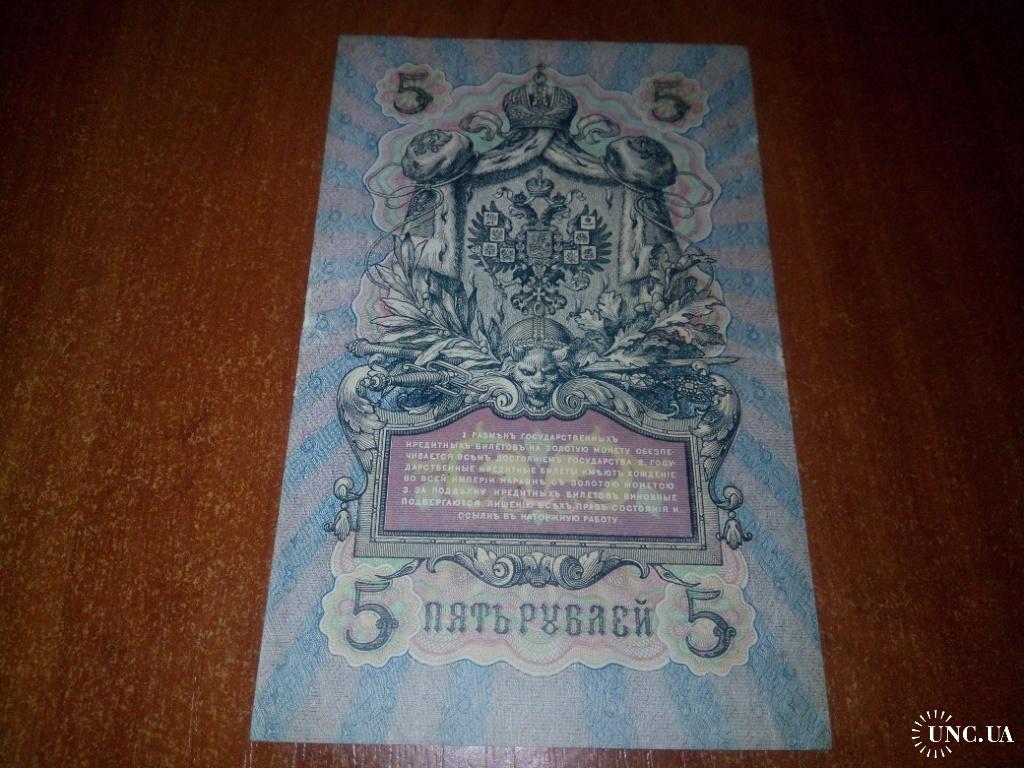 5 5
1 РАЗМѢНЪ ГОСУДАРСТВЕННЫХЪ
КРЕДИТНЫХЪ БИЛЕТОВЪ НА ЗОЛОТУЮ МОНЕТУ ОБЕЗПЕ-
ЧИВАЕТСЯ ВСѢМЪ ДОСТОЯНІЕМЪ ГОСУДАРСТВА. 2. ГОСУ-
ДАРСТВЕННЫЕ КРЕДИТНЫЕ БИЛЕТЫ ИМѢЮТЪ ХОЖДЕНІЕ
ВО ВСЕЙ ИМПЕРІИ НАРАВНѢ СЪ ЗОЛОТОЮ МОНЕТОЮ.
3. ЗА ПОДДѢЛКУ КРЕДИТНЫХЪ БИЛЕТОВЪ ВИНОВНЫЕ
ПОДВЕРГАЮТСЯ ЛИШЕНІЮ ВСѢХЪ ПРАВЪ СОСТОЯНІЯ И
ССЫЛКѢ ВЪ КАТОРЖНУЮ РАБОТУ.
5 ПЯТЬ РУБЛЕЙ 5
UNC.UA